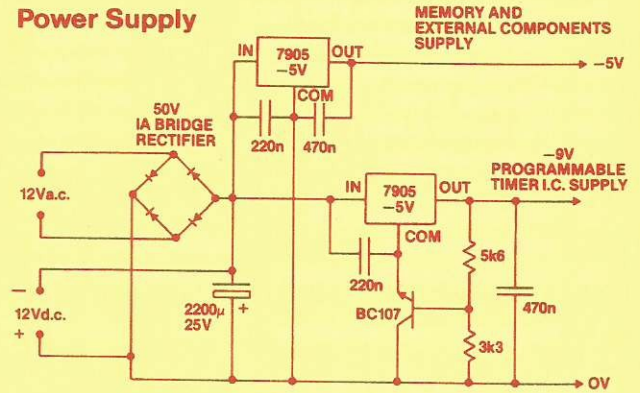 Power Supply
MEMORY AND
EXTERNAL COMPONENTS
SUPPLY
IN
7905
−5V
OUT
−5V
COM
50V
IA BRIDGE
RECTIFIER
220n
470n
−9V
PROGRAMMABLE
TIMER I.C. SUPPLY
12Va.c.
IN
7905
−5V
OUT
COM
5k6
220n
−
12Vd.c.
+
2200μ
25V
+
BC107
470n
3k3
OV